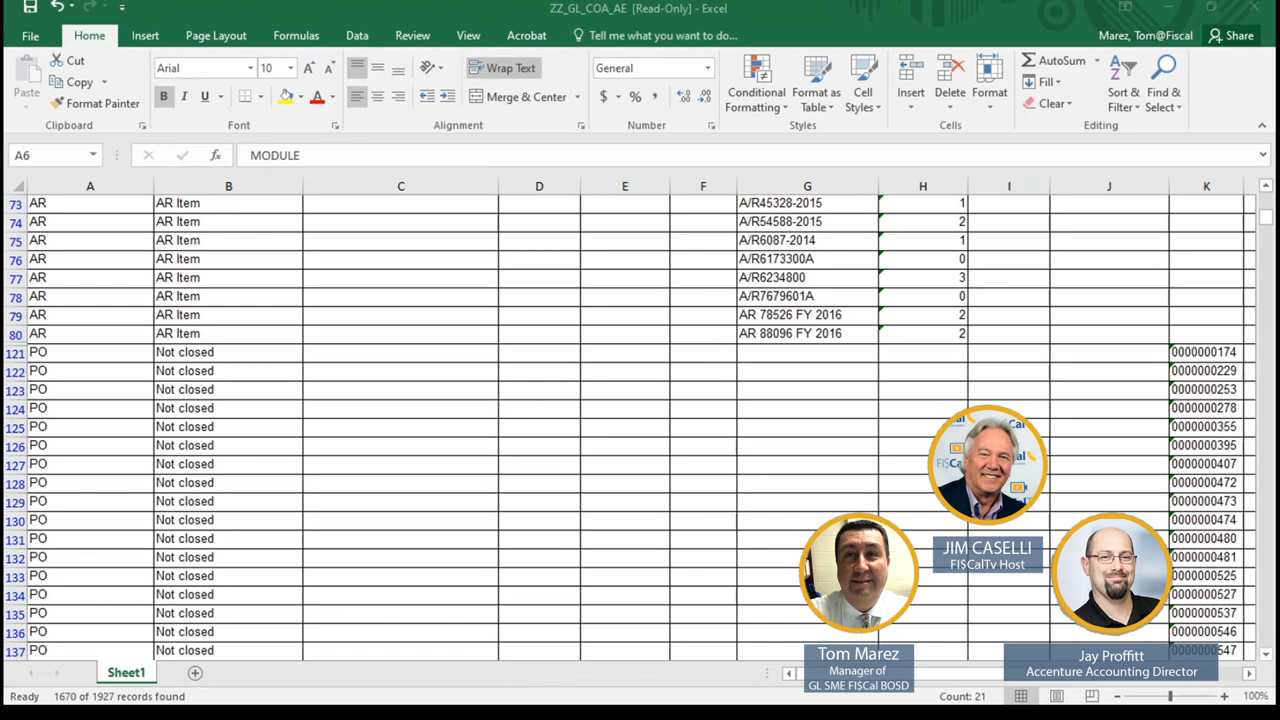 ZZ_GL_COA_AE [Read-Only] - Excel
File Home Insert Page Layout Formulas Data Review View Acrobat Tell me what you want to do... Marez, Tom@Fiscal Share
Paste Cut Copy Format Painter
Arial 10 A A B I U A
Wrap Text Merge & Center
General $ % ,
Conditional Formatting Format as Table Cell Styles
Insert Delete Format
AutoSum Fill Clear Sort & Filter Find & Select
Clipboard Font Alignment Number Styles Cells Editing
A6 fx MODULE
A B C D E F G H I J K
73 AR AR Item A/R45328-2015 1
74 AR AR Item A/R54588-2015 2
75 AR AR Item A/R6087-2014 1
76 AR AR Item A/R6173300A 0
77 AR AR Item A/R6234800 3
78 AR AR Item A/R7679601A 0
79 AR AR Item AR 78526 FY 2016 2
80 AR AR Item AR 88096 FY 2016 2
121 PO Not closed 0000000174
122 PO Not closed 0000000229
123 PO Not closed 0000000253
124 PO Not closed 0000000278
125 PO Not closed 0000000355
126 PO Not closed 0000000395
127 PO Not closed 0000000407
128 PO Not closed 0000000472
129 PO Not closed 0000000473
130 PO Not closed 0000000474
131 PO Not closed 0000000480
132 PO Not closed 0000000481
133 PO Not closed 0000000525
134 PO Not closed 0000000527
135 PO Not closed 0000000537
136 PO Not closed 0000000546
137 PO Not closed 0000000547
JIM CASELLI
FI$CalTv Host
Tom Marez
Manager of
GL SME FI$Cal BOSD
Jay Proffitt
Accenture Accounting Director
Sheet1
Ready 1670 of 1927 records found Count: 21 100%